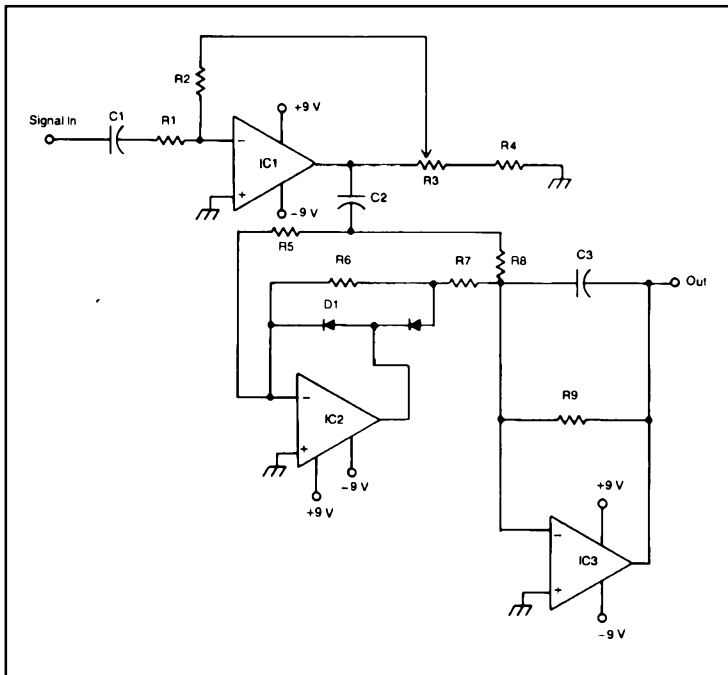 R2
Signal In
C1
R1
+9 V
−
IC1
+
−9 V
R3
R4
C2
R5
R6
R7
R8
C3
Out
D1
−
IC2
+
+9 V
−9 V
R9
+9 V
−
IC3
+
−9 V